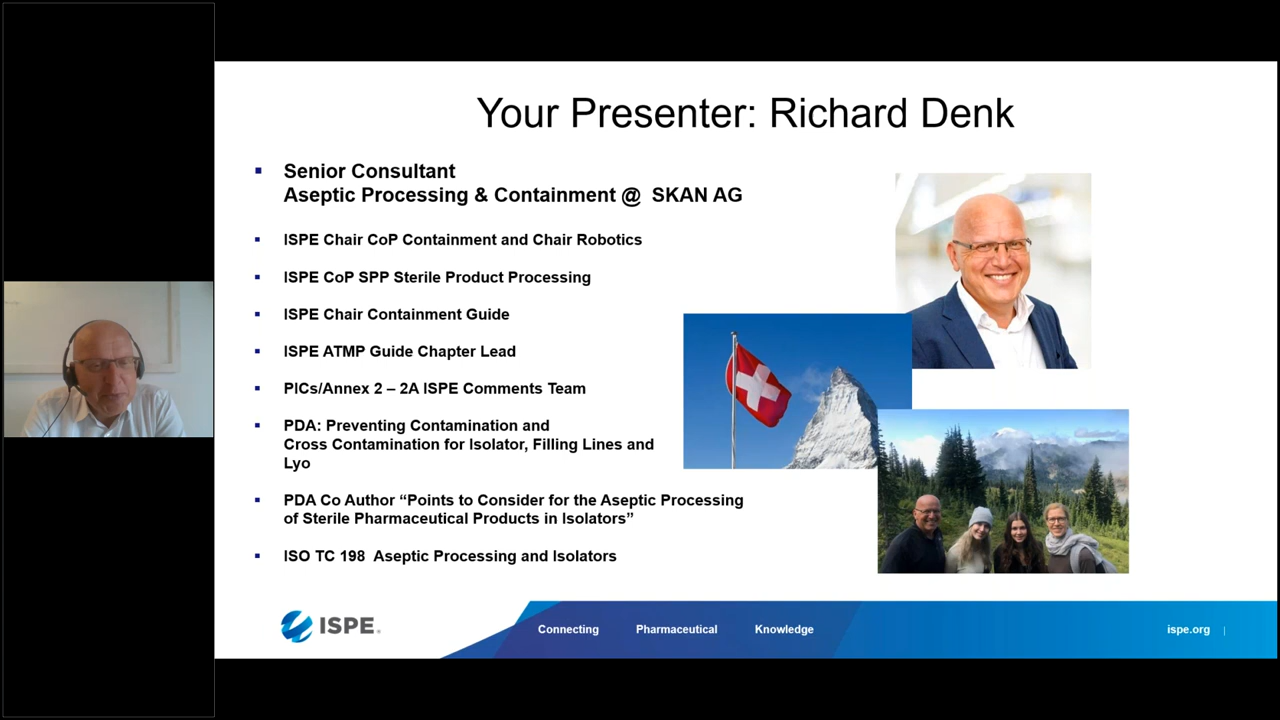 Your Presenter: Richard Denk
Senior Consultant
Aseptic Processing & Containment @ SKAN AG
ISPE Chair CoP Containment and Chair Robotics
ISPE CoP SPP Sterile Product Processing
ISPE Chair Containment Guide
ISPE ATMP Guide Chapter Lead
PICs/Annex 2 – 2A ISPE Comments Team
PDA: Preventing Contamination and
Cross Contamination for Isolator, Filling Lines and
Lyo
PDA Co Author “Points to Consider for the Aseptic Processing
of Sterile Pharmaceutical Products in Isolators”
ISO TC 198 Aseptic Processing and Isolators
ISPE®
Connecting Pharmaceutical Knowledge
ispe.org |